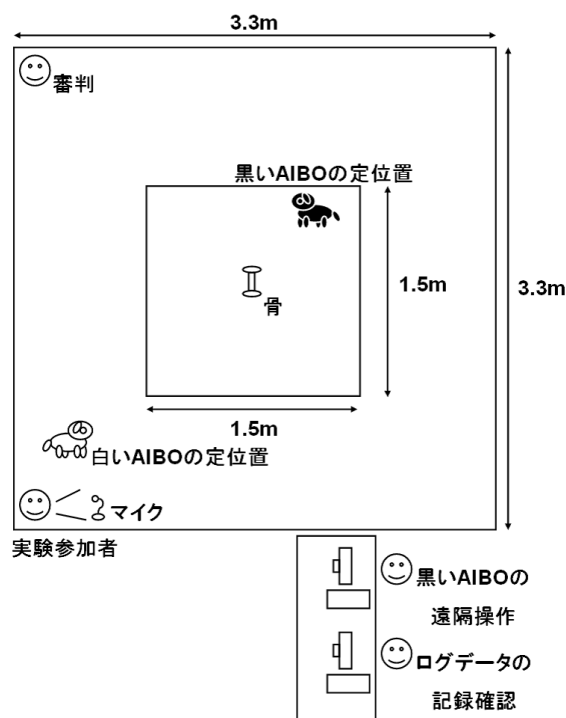 3.3m
審判
黒いAIBOの定位置
骨
1.5m
3.3m
1.5m
白いAIBOの定位置
マイク
実験参加者
黒いAIBOの
遠隔操作
ログデータの
記録確認